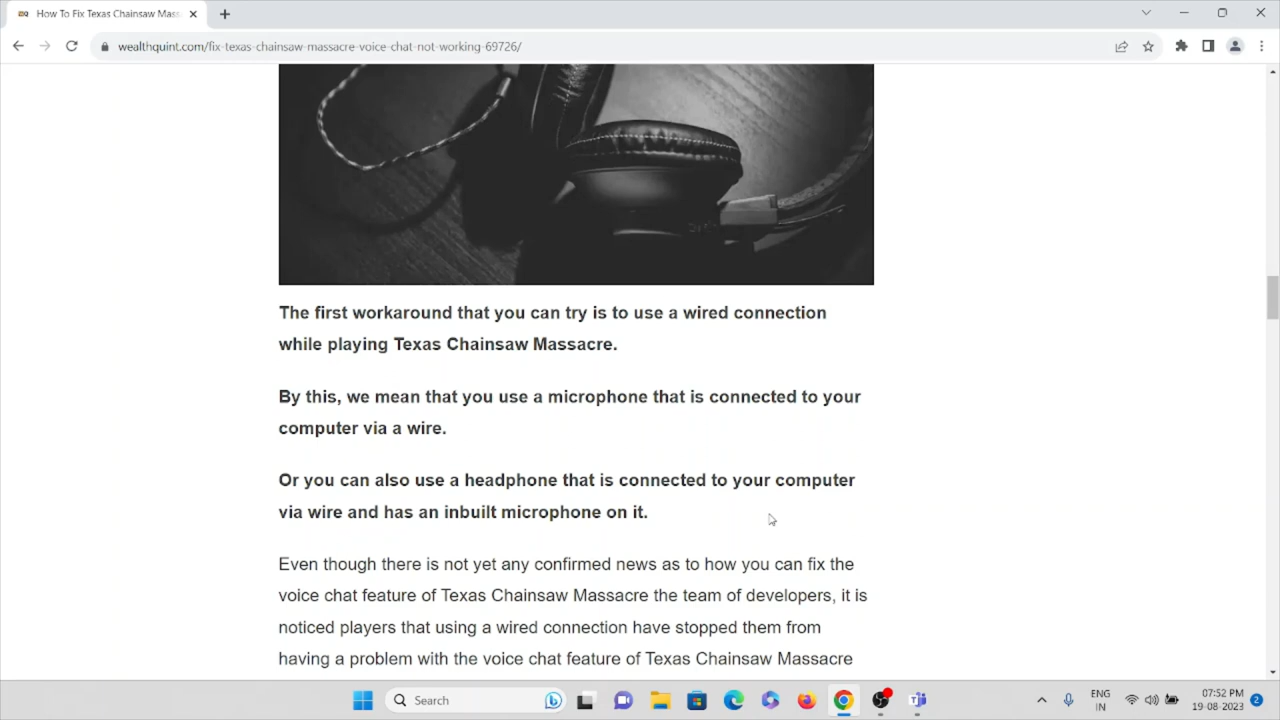 How To Fix Texas Chainsaw Mass
wealthquint.com/fix-texas-chainsaw-massacre-voice-chat-not-working-69726/
The first workaround that you can try is to use a wired connection
while playing Texas Chainsaw Massacre.
By this, we mean that you use a microphone that is connected to your
computer via a wire.
Or you can also use a headphone that is connected to your computer
via wire and has an inbuilt microphone on it.
Even though there is not yet any confirmed news as to how you can fix the
voice chat feature of Texas Chainsaw Massacre the team of developers, it is
noticed players that using a wired connection have stopped them from
having a problem with the voice chat feature of Texas Chainsaw Massacre
Search
ENG
IN
07:52 PM
19-08-2023
2